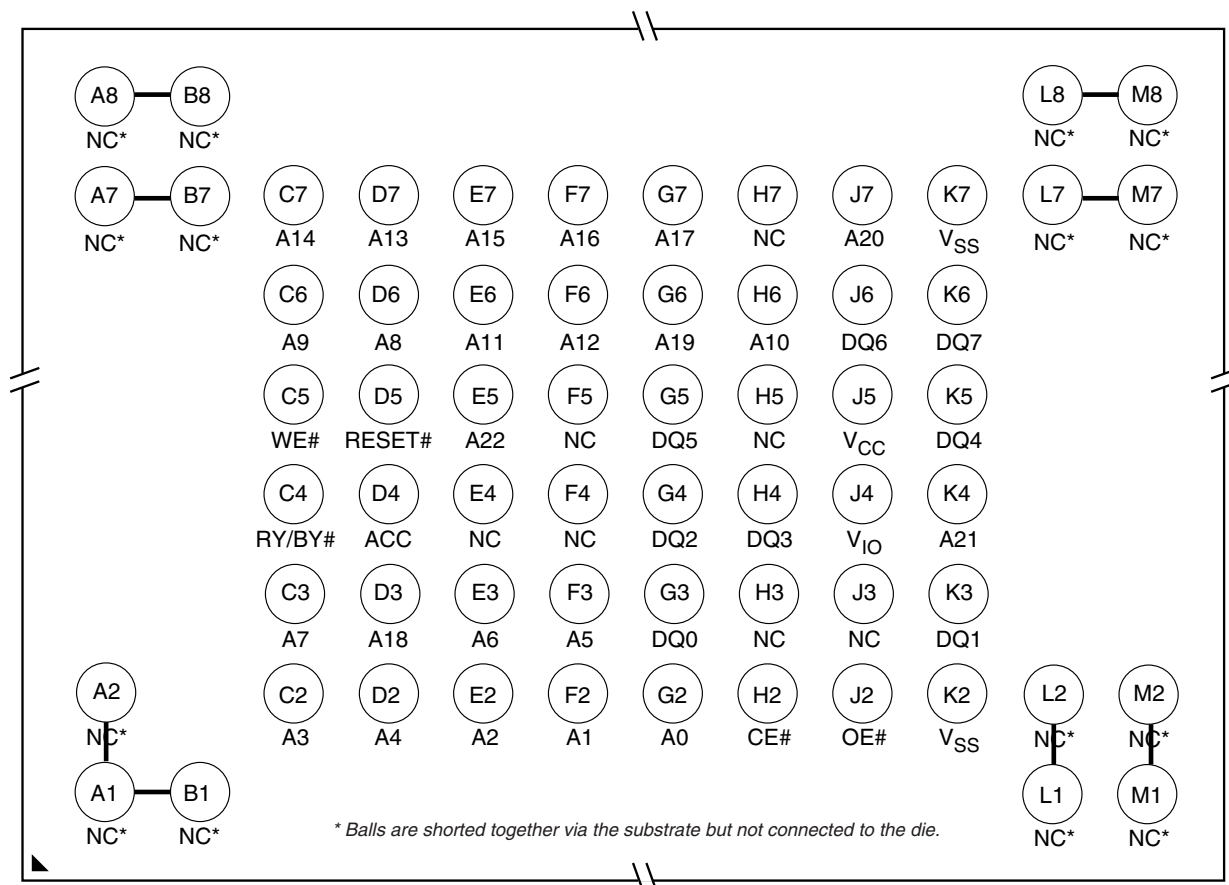 A8 B8 L8 M8
NC* NC* NC* NC*
A7 B7 C7 D7 E7 F7 G7 H7 J7 K7 L7 M7
NC* NC* A14 A13 A15 A16 A17 NC A20 VSS NC* NC*
C6 D6 E6 F6 G6 H6 J6 K6
A9 A8 A11 A12 A19 A10 DQ6 DQ7
C5 D5 E5 F5 G5 H5 J5 K5
WE# RESET# A22 NC DQ5 NC VCC DQ4
C4 D4 E4 F4 G4 H4 J4 K4
RY/BY# ACC NC NC DQ2 DQ3 VIO A21
C3 D3 E3 F3 G3 H3 J3 K3
A7 A18 A6 A5 DQ0 NC NC DQ1
A2 C2 D2 E2 F2 G2 H2 J2 K2 L2 M2
NC* A3 A4 A2 A1 A0 CE# OE# VSS NC* NC*
A1 B1 L1 M1
NC* NC* NC* NC*
* Balls are shorted together via the substrate but not connected to the die.